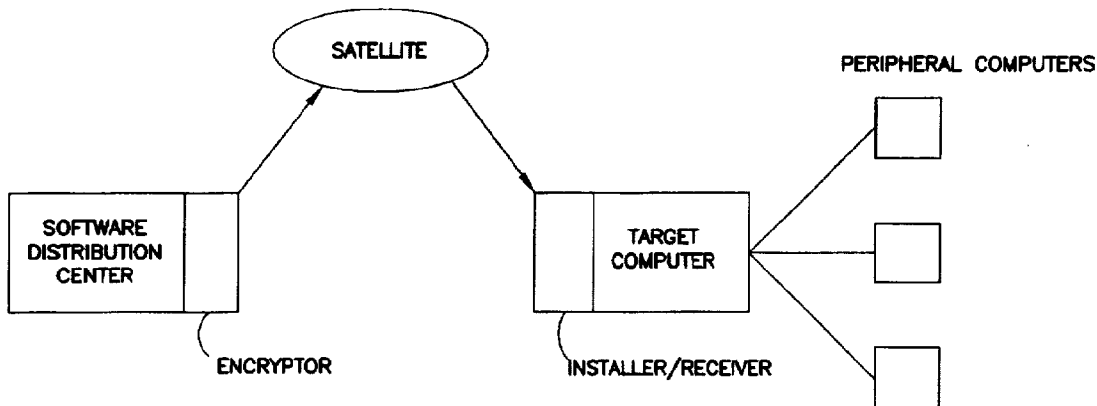 SATELLITE
PERIPHERAL COMPUTERS
SOFTWARE
DISTRIBUTION
CENTER
TARGET
COMPUTER
ENCRYPTOR
INSTALLER/RECEIVER